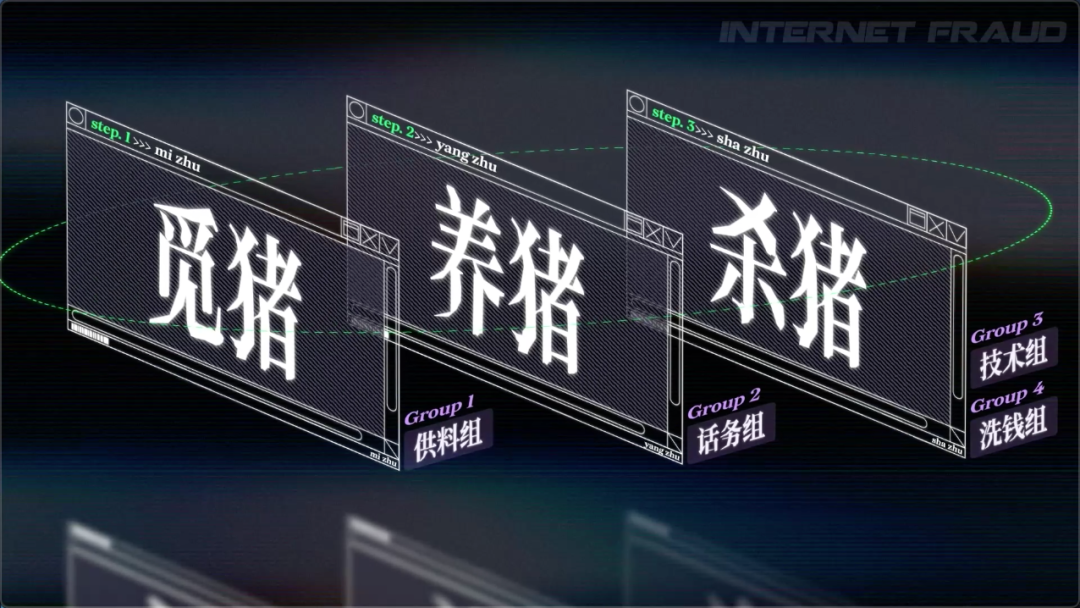 INTERNET FRAUD
step. 1 >>> mi zhu
觅猪
mi zhu
Group 1
供料组
step. 2>>> yang zhu
养猪
yang zhu
Group 2
话务组
step. 3>>> sha zhu
杀猪
sha zhu
Group 3
技术组
Group 4
洗钱组